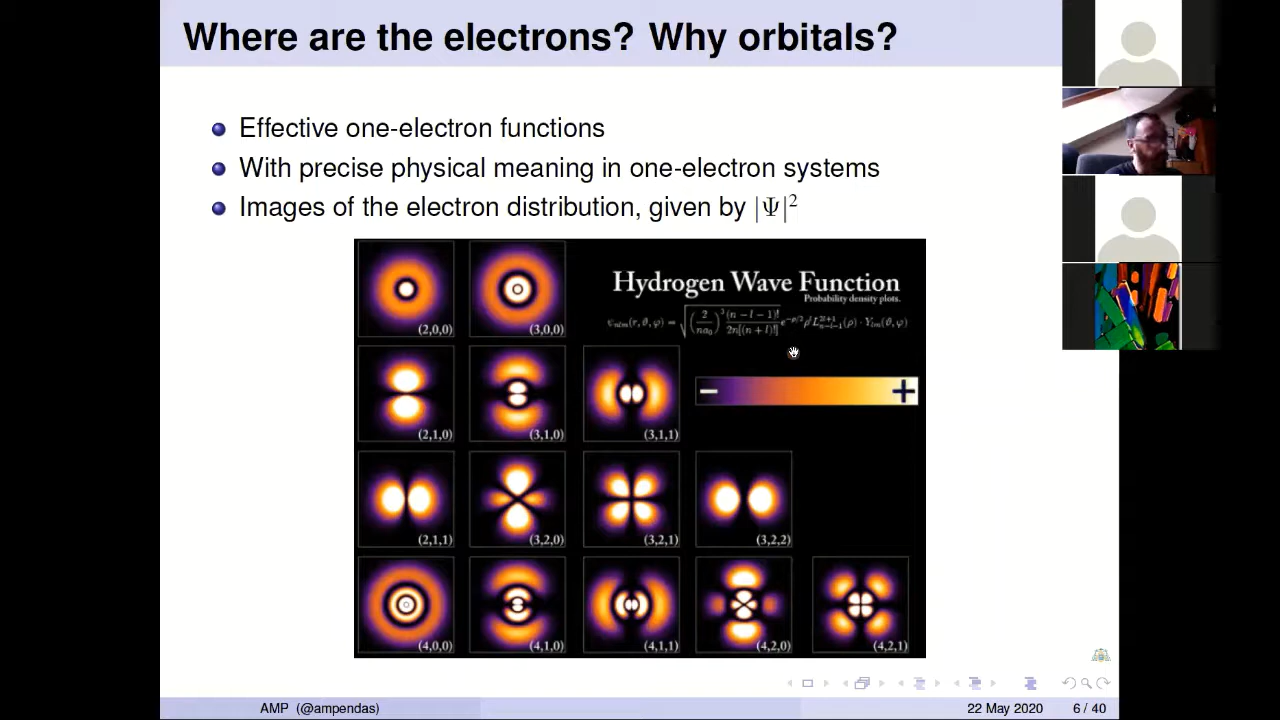 Where are the electrons? Why orbitals?
Effective one-electron functions
With precise physical meaning in one-electron systems
Images of the electron distribution, given by |Ψ|²
Hydrogen Wave Function
Probability density plots.
(2,0,0) (3,0,0)
− +
(2,1,0) (3,1,0) (3,1,1)
(2,1,1) (3,2,0) (3,2,1) (3,2,2)
(4,0,0) (4,1,0) (4,1,1) (4,2,0) (4,2,1)
AMP (@ampendas) 22 May 2020 6 / 40